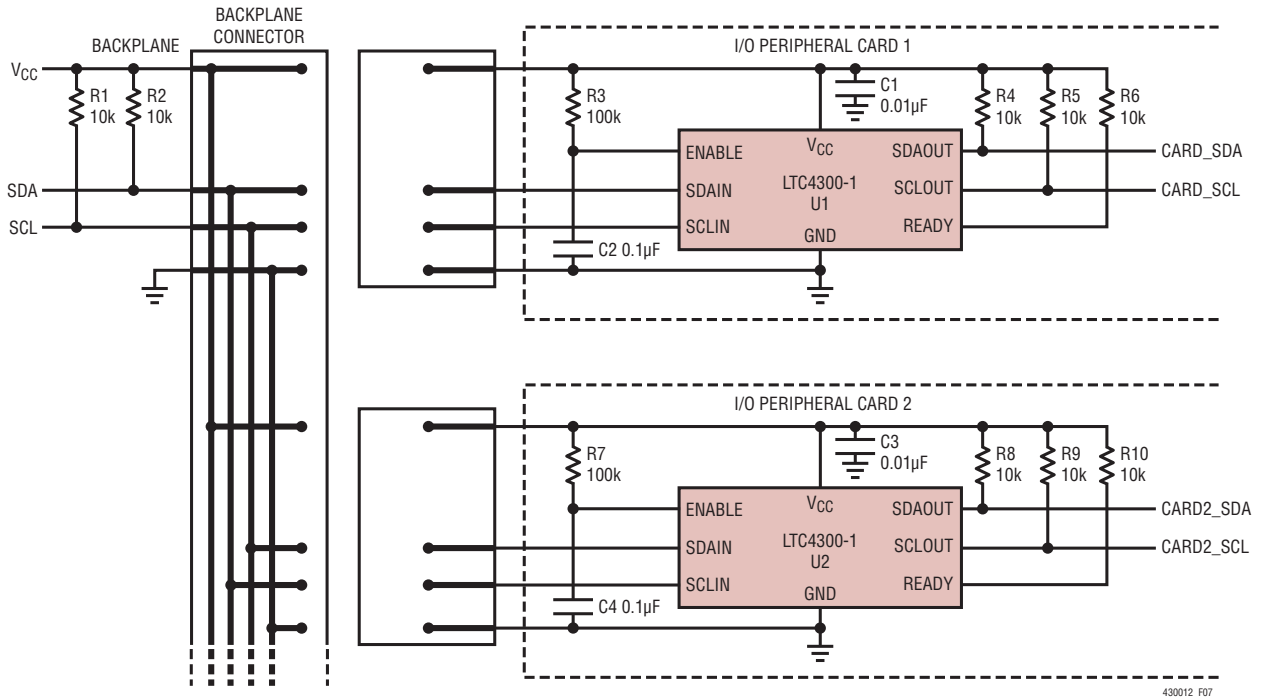 BACKPLANE
CONNECTOR
BACKPLANE
VCC
R1
10k
R2
10k
SDA
SCL
I/O PERIPHERAL CARD 1
R3
100k
C1
0.01µF
R4
10k
R5
10k
R6
10k
ENABLE
VCC
SDAOUT
CARD_SDA
SDAIN
LTC4300-1
U1
SCLOUT
CARD_SCL
SCLIN
GND
READY
C2 0.1µF
I/O PERIPHERAL CARD 2
R7
100k
C3
0.01µF
R8
10k
R9
10k
R10
10k
ENABLE
VCC
SDAOUT
CARD2_SDA
SDAIN
LTC4300-1
U2
SCLOUT
CARD2_SCL
SCLIN
GND
READY
C4 0.1µF
430012 F07